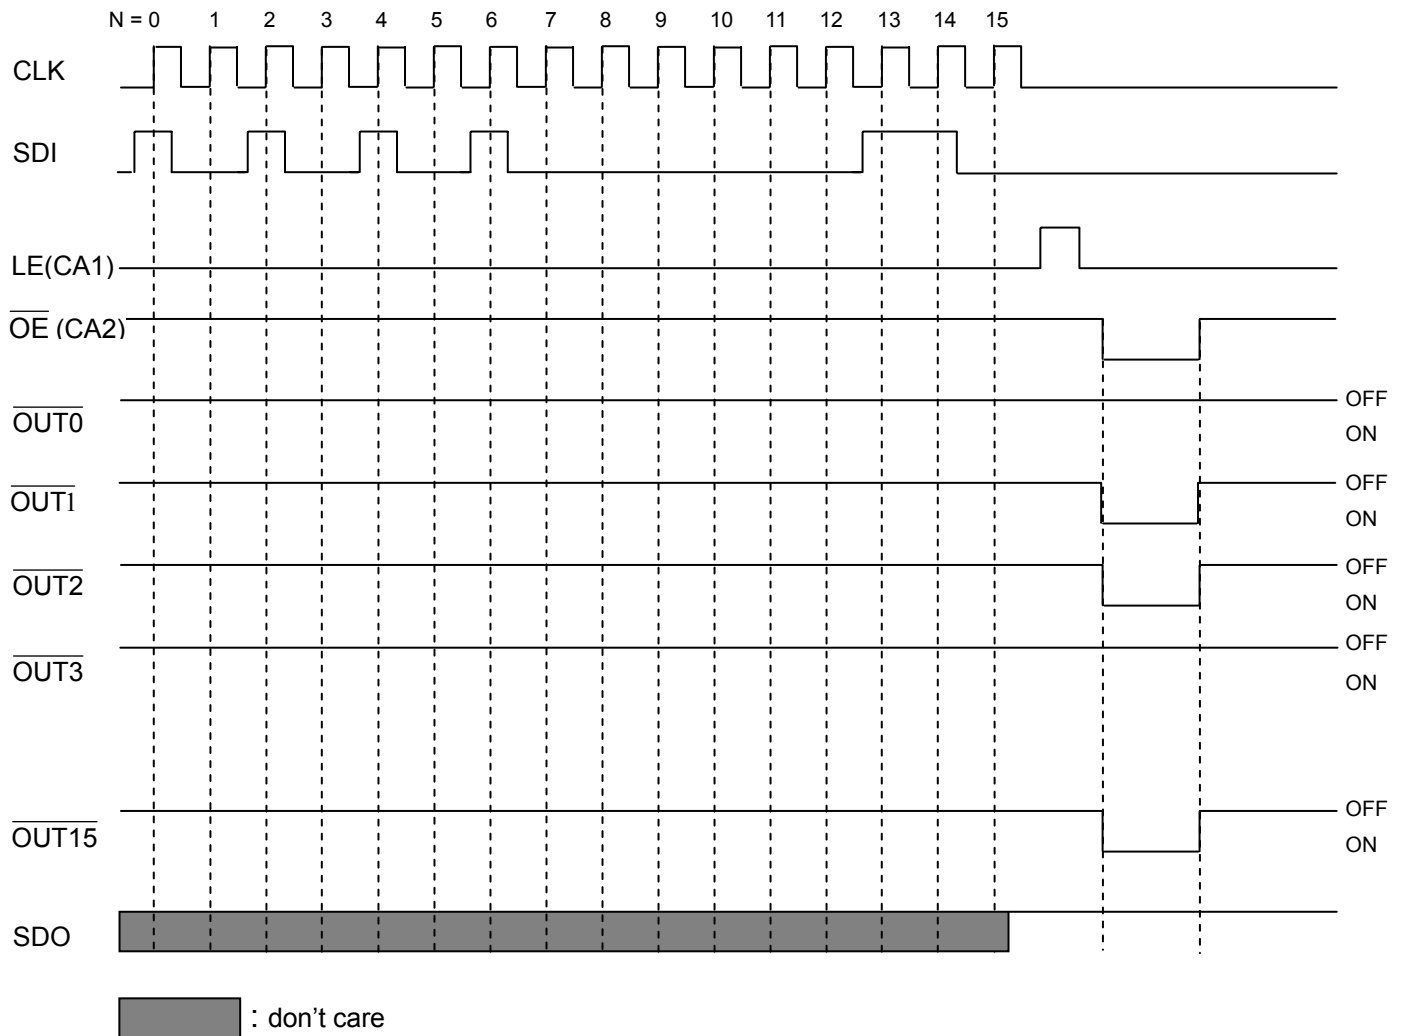 N = 0 1 2 3 4 5 6 7 8 9 10 11 12 13 14 15
CLK
SDI
LE(CA1)
OE (CA2)
OUT0 OFF
ON
OUT1 OFF
ON
OUT2 OFF
ON
OUT3 OFF
ON
OUT15 OFF
ON
SDO
: don't care